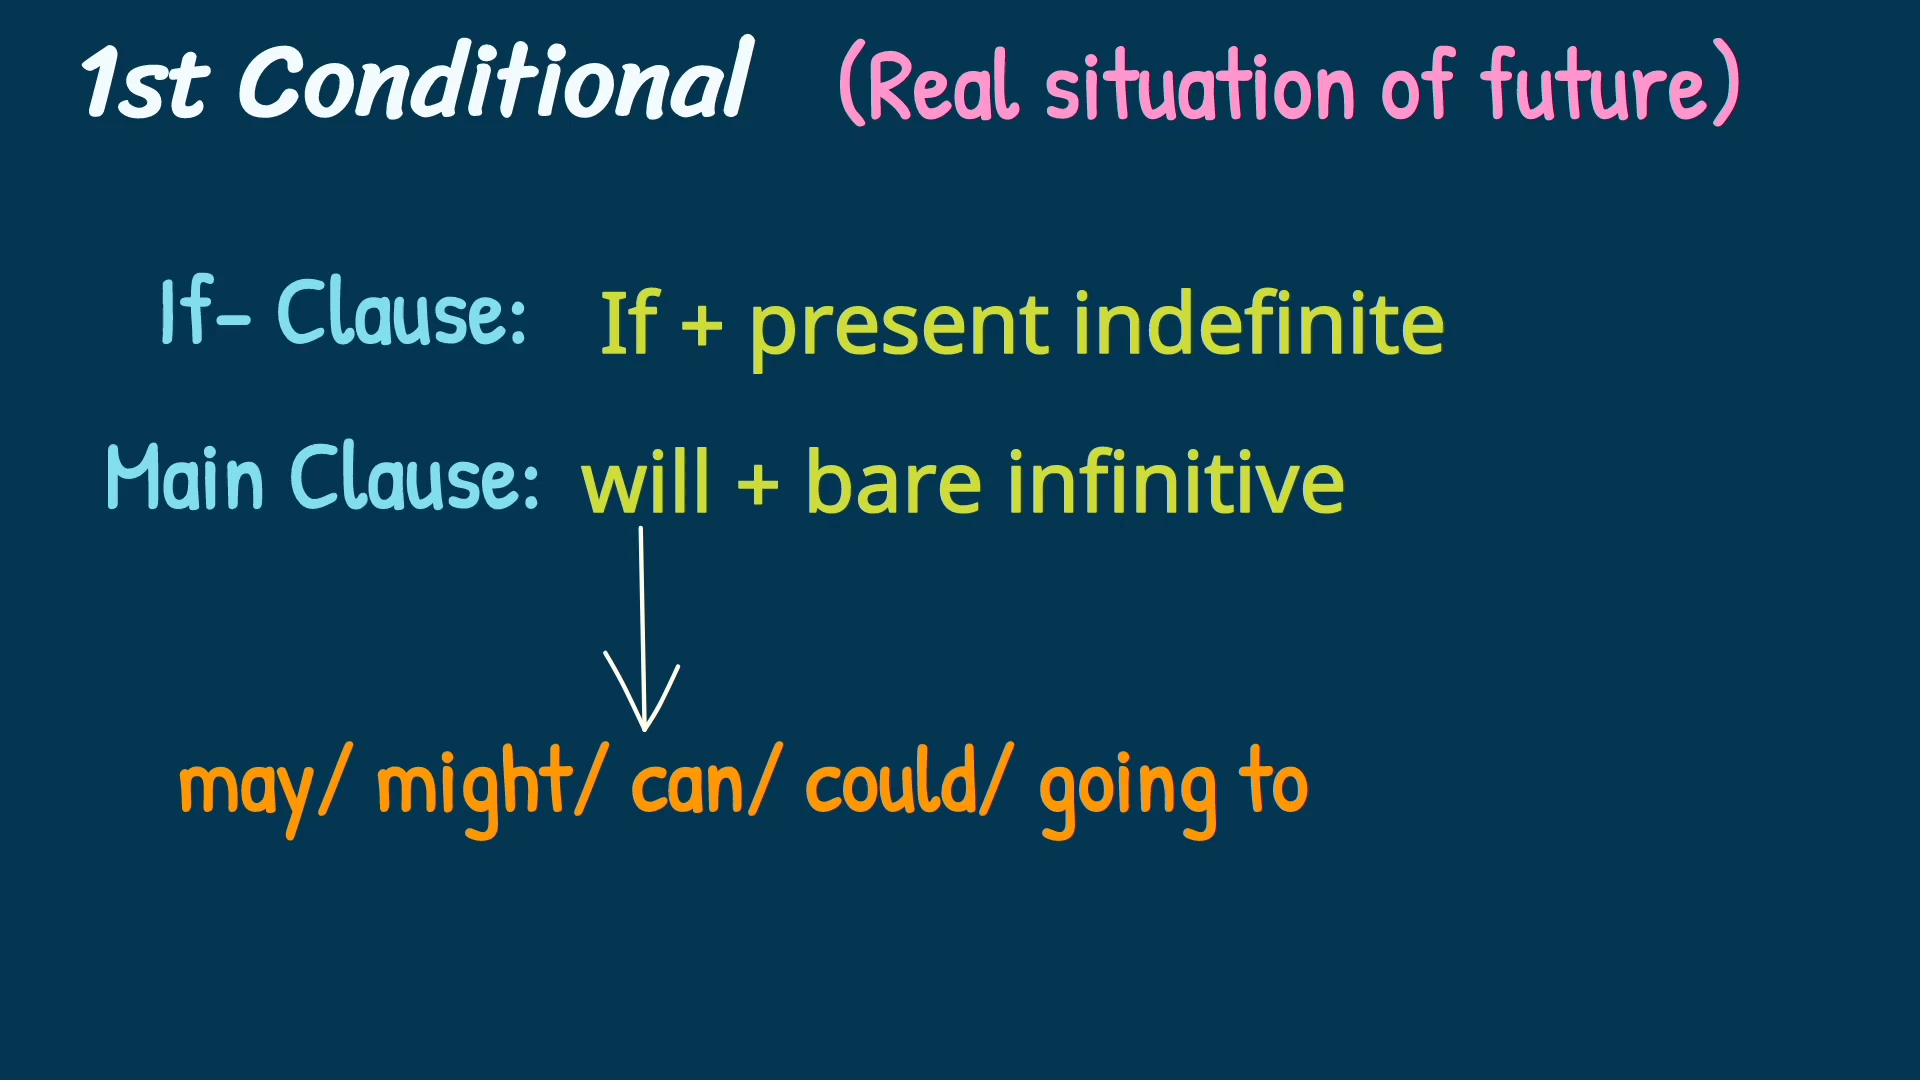 1st Conditional (Real situation of future)
If- Clause: If + present indefinite
Main Clause: will + bare infinitive
may/ might/ can/ could/ going to